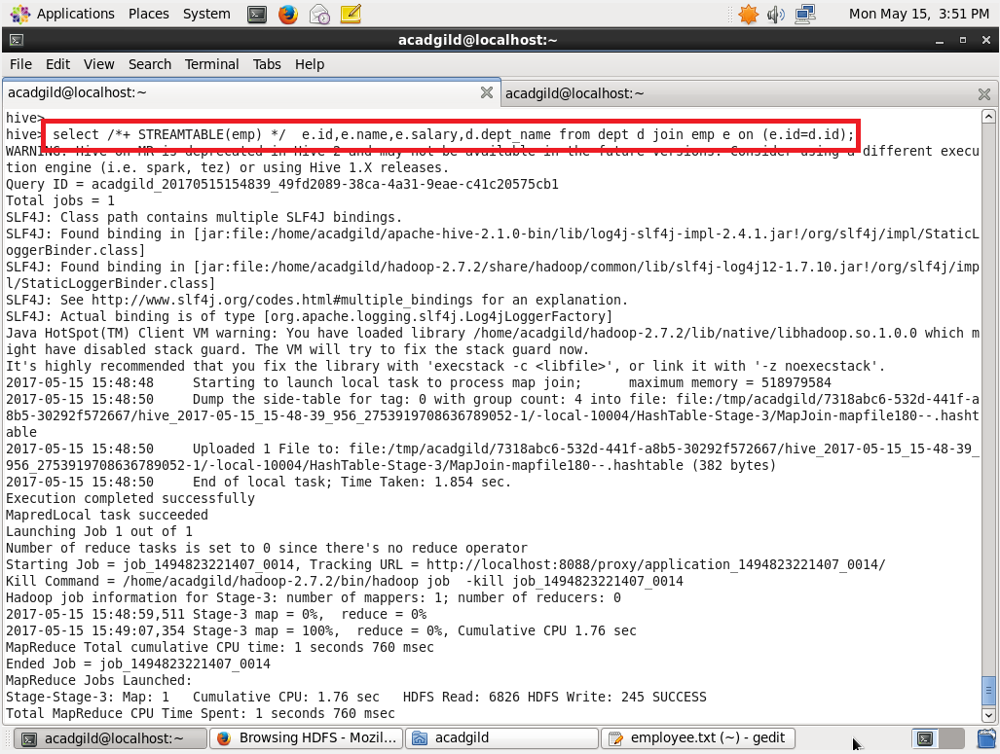 Applications Places System Mon May 15, 3:51 PM
acadgild@localhost:~
File Edit View Search Terminal Tabs Help
acadgild@localhost:~ acadgild@localhost:~
hive>
hive> select /*+ STREAMTABLE(emp) */  e.id,e.name,e.salary,d.dept_name from dept d join emp e on (e.id=d.id);
WARNING: Hive-on-MR is deprecated in Hive 2 and may not be available in the future versions. Consider using a different execu
tion engine (i.e. spark, tez) or using Hive 1.X releases.
Query ID = acadgild_20170515154839_49fd2089-38ca-4a31-9eae-c41c20575cb1
Total jobs = 1
SLF4J: Class path contains multiple SLF4J bindings.
SLF4J: Found binding in [jar:file:/home/acadgild/apache-hive-2.1.0-bin/lib/log4j-slf4j-impl-2.4.1.jar!/org/slf4j/impl/StaticL
oggerBinder.class]
SLF4J: Found binding in [jar:file:/home/acadgild/hadoop-2.7.2/share/hadoop/common/lib/slf4j-log4j12-1.7.10.jar!/org/slf4j/imp
l/StaticLoggerBinder.class]
SLF4J: See http://www.slf4j.org/codes.html#multiple_bindings for an explanation.
SLF4J: Actual binding is of type [org.apache.logging.slf4j.Log4jLoggerFactory]
Java HotSpot(TM) Client VM warning: You have loaded library /home/acadgild/hadoop-2.7.2/lib/native/libhadoop.so.1.0.0 which m
ight have disabled stack guard. The VM will try to fix the stack guard now.
It's highly recommended that you fix the library with 'execstack -c <libfile>', or link it with '-z noexecstack'.
2017-05-15 15:48:48     Starting to launch local task to process map join;      maximum memory = 518979584
2017-05-15 15:48:50     Dump the side-table for tag: 0 with group count: 4 into file: file:/tmp/acadgild/7318abc6-532d-441f-a
8b5-30292f572667/hive_2017-05-15_15-48-39_956_2753919708636789052-1/-local-10004/HashTable-Stage-3/MapJoin-mapfile180--.hasht
able
2017-05-15 15:48:50     Uploaded 1 File to: file:/tmp/acadgild/7318abc6-532d-441f-a8b5-30292f572667/hive_2017-05-15_15-48-39_
956_2753919708636789052-1/-local-10004/HashTable-Stage-3/MapJoin-mapfile180--.hashtable (382 bytes)
2017-05-15 15:48:50     End of local task; Time Taken: 1.854 sec.
Execution completed successfully
MapredLocal task succeeded
Launching Job 1 out of 1
Number of reduce tasks is set to 0 since there's no reduce operator
Starting Job = job_1494823221407_0014, Tracking URL = http://localhost:8088/proxy/application_1494823221407_0014/
Kill Command = /home/acadgild/hadoop-2.7.2/bin/hadoop job  -kill job_1494823221407_0014
Hadoop job information for Stage-3: number of mappers: 1; number of reducers: 0
2017-05-15 15:48:59,511 Stage-3 map = 0%,  reduce = 0%
2017-05-15 15:49:07,354 Stage-3 map = 100%,  reduce = 0%, Cumulative CPU 1.76 sec
MapReduce Total cumulative CPU time: 1 seconds 760 msec
Ended Job = job_1494823221407_0014
MapReduce Jobs Launched:
Stage-Stage-3: Map: 1   Cumulative CPU: 1.76 sec   HDFS Read: 6826 HDFS Write: 245 SUCCESS
Total MapReduce CPU Time Spent: 1 seconds 760 msec
acadgild@localhost:~ Browsing HDFS - Mozil... acadgild employee.txt (~) - gedit